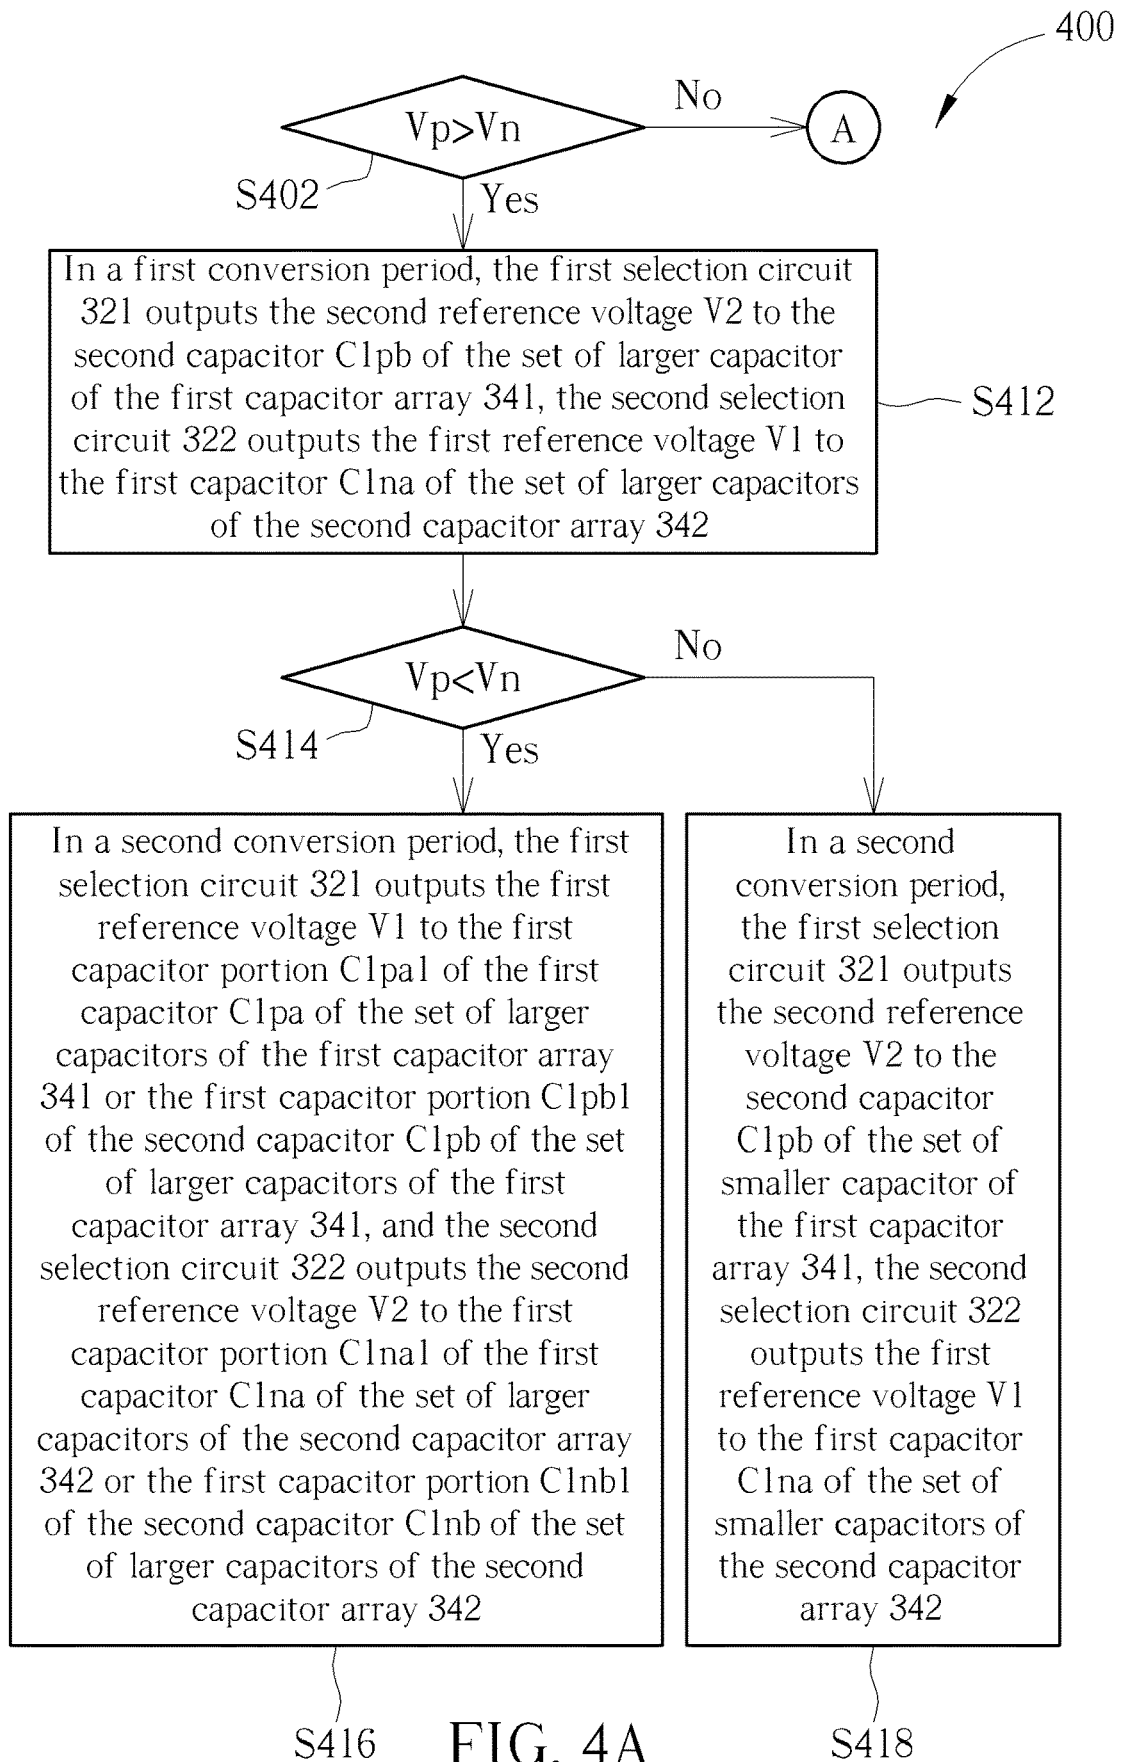 400
Vp>Vn
No
A
S402
Yes
In a first conversion period, the first selection circuit
321 outputs the second reference voltage V2 to the
second capacitor C1pb of the set of larger capacitor
of the first capacitor array 341, the second selection
circuit 322 outputs the first reference voltage V1 to
the first capacitor C1na of the set of larger capacitors
of the second capacitor array 342
S412
Vp<Vn
No
S414
Yes
In a second conversion period, the first
selection circuit 321 outputs the first
reference voltage V1 to the first
capacitor portion C1pa1 of the first
capacitor C1pa of the set of larger
capacitors of the first capacitor array
341 or the first capacitor portion C1pb1
of the second capacitor C1pb of the set
of larger capacitors of the first
capacitor array 341, and the second
selection circuit 322 outputs the second
reference voltage V2 to the first
capacitor portion C1na1 of the first
capacitor C1na of the set of larger
capacitors of the second capacitor array
342 or the first capacitor portion C1nb1
of the second capacitor C1nb of the set
of larger capacitors of the second
capacitor array 342
In a second
conversion period,
the first selection
circuit 321 outputs
the second reference
voltage V2 to the
second capacitor
C1pb of the set of
smaller capacitor of
the first capacitor
array 341, the second
selection circuit 322
outputs the first
reference voltage V1
to the first capacitor
C1na of the set of
smaller capacitors of
the second capacitor
array 342
S416
FIG. 4A
S418